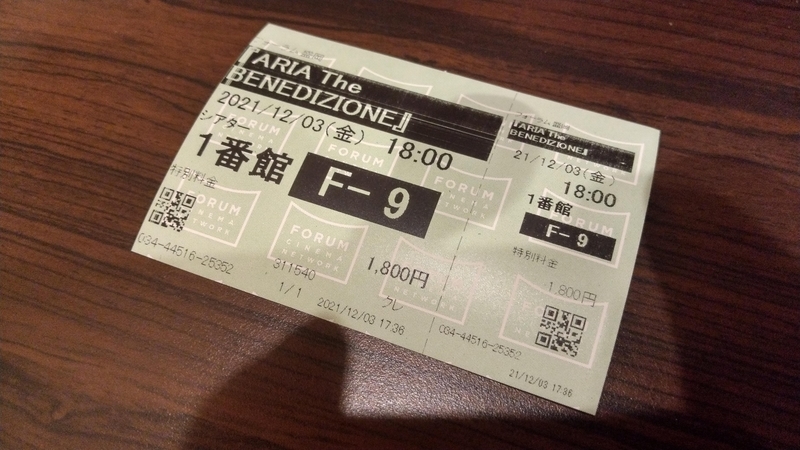 『ARIA The
BENEDIZIONE』
2021/12/03(金) 18:00
シアター
1番館 F-9
特別料金
034-44516-25352
311540
1,800円
クレ
1/1 2021/12/03 17:36
『ARIA The
BENEDIZIONE』
21/12/03(金)
18:00
1番館
F-9
特別料金
1,800円
034-44516-25352
21/12/03 17:36
FORUM
CINEMA
NETWORK